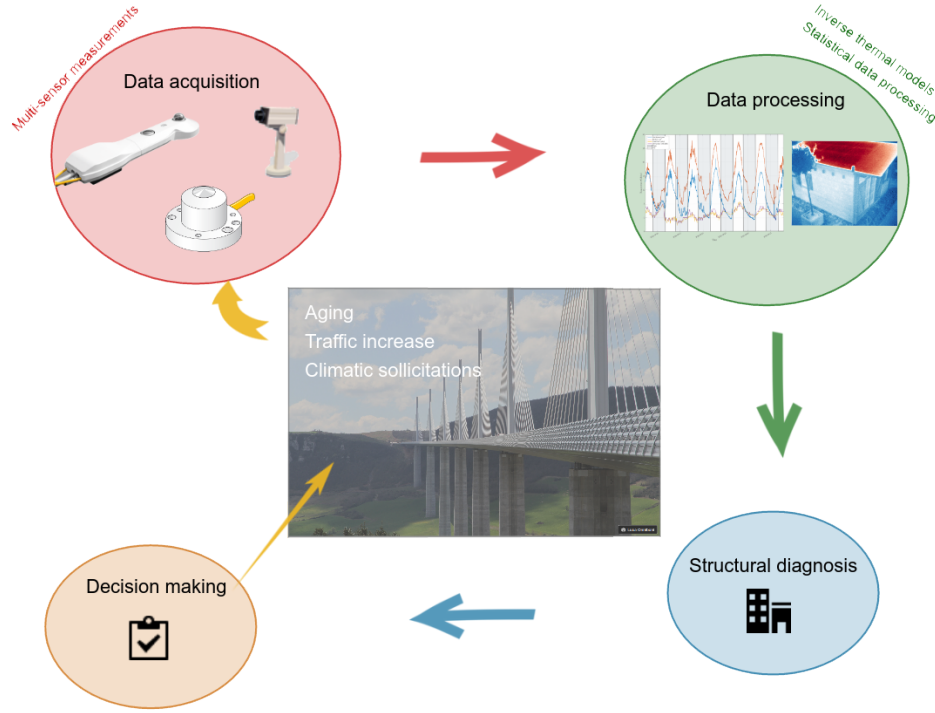 Multi-sensor measurements
Data acquisition
Inverse thermal models
Statistical data processing
Data processing
Aging
Traffic increase
Climatic sollicitations
Decision making
Structural diagnosis